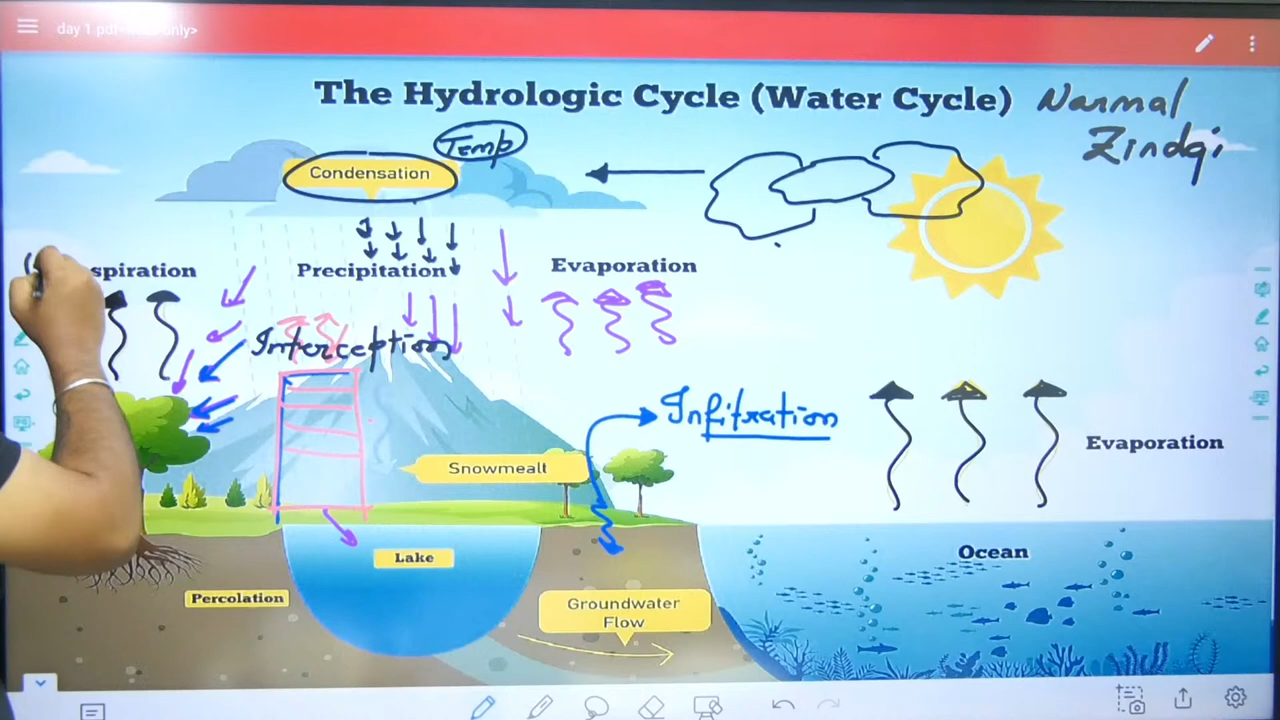 day 1.pdf
The Hydrologic Cycle (Water Cycle)
Normal
Zindgi
Temp
Condensation
spiration
Precipitation
Evaporation
Interception
Infitration
Evaporation
Snowmealt
Lake
Ocean
Percolation
Groundwater
Flow